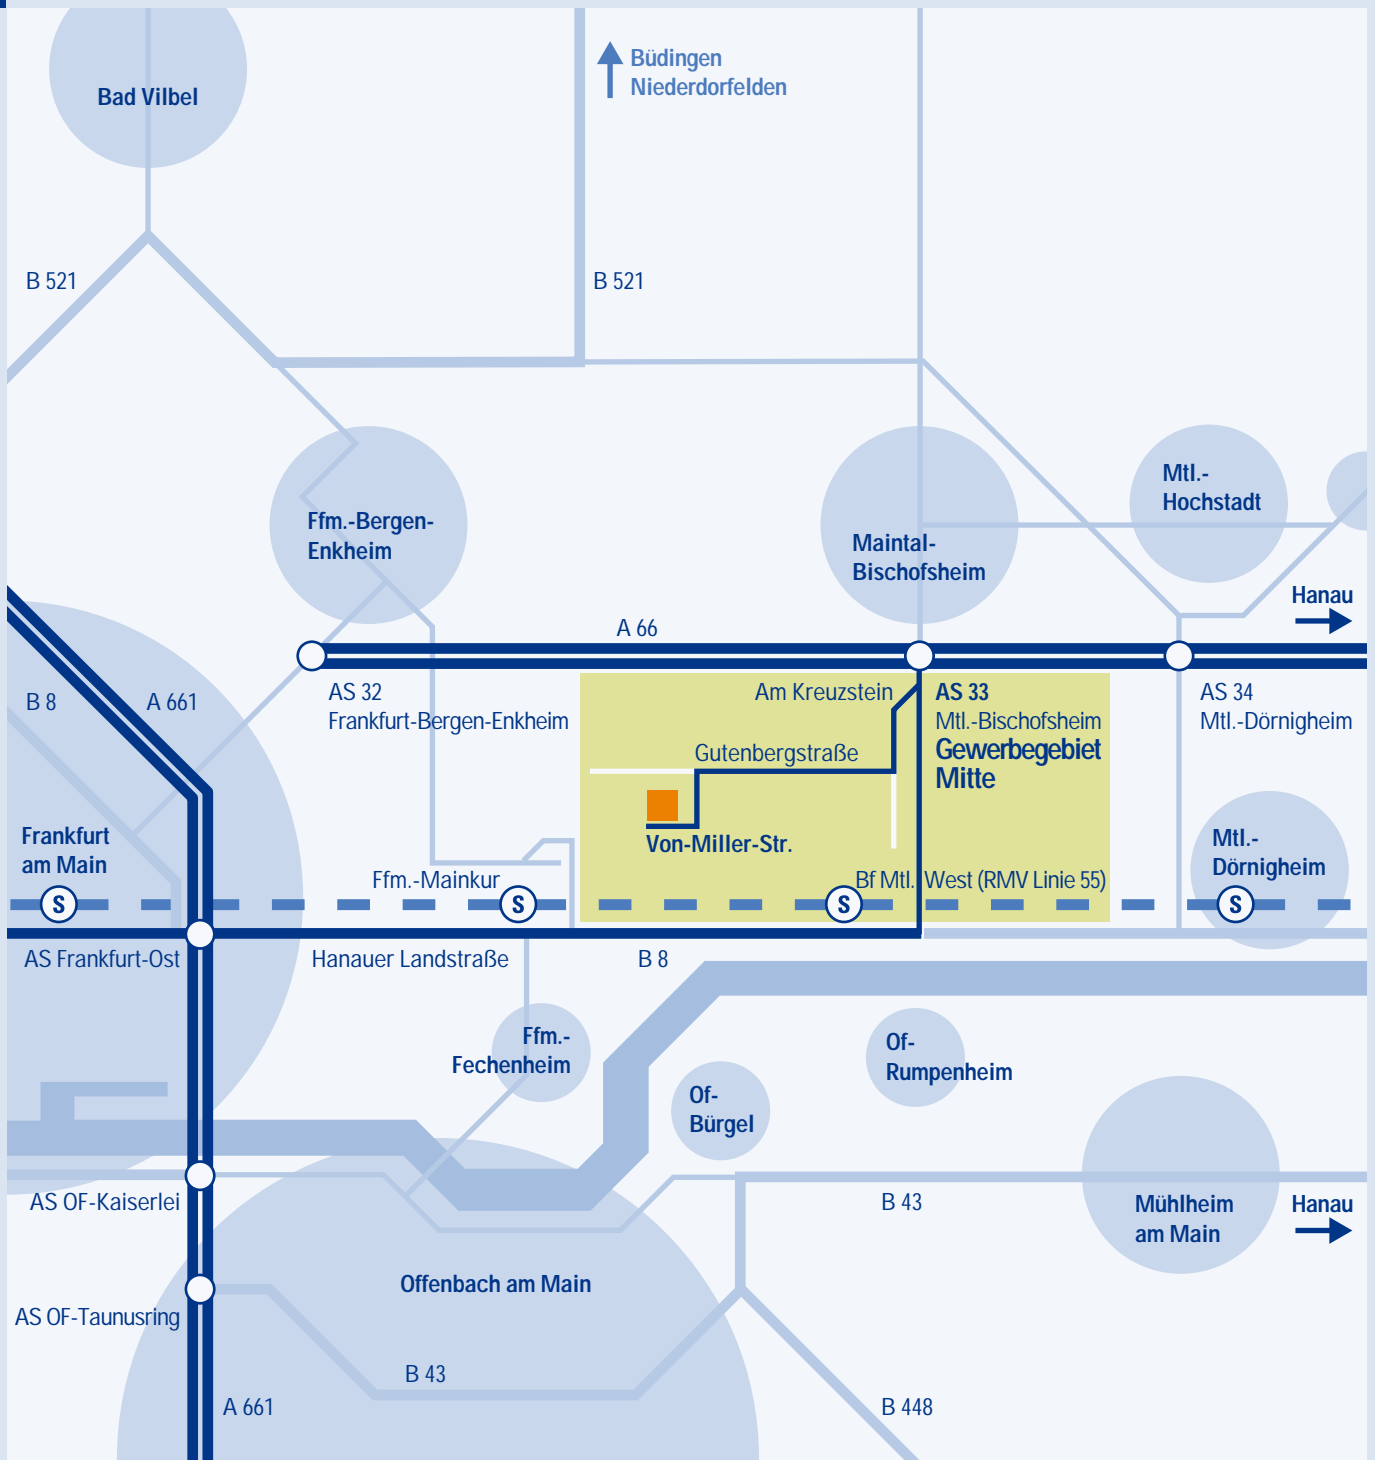 Büdingen
Niederdorfelden
Bad Vilbel
B 521
B 521
Mtl.-
Hochstadt
Ffm.-Bergen-
Enkheim
Maintal-
Bischofsheim
Hanau
A 66
B 8
A 661
AS 32
Frankfurt-Bergen-Enkheim
Am Kreuzstein
AS 33
Mtl.-Bischofsheim
Gewerbegebiet
Mitte
AS 34
Mtl.-Dörnigheim
Gutenbergstraße
Von-Miller-Str.
Frankfurt
am Main
Mtl.-
Dörnigheim
Ffm.-Mainkur
Bf Mtl. West (RMV Linie 55)
S
S
S
S
AS Frankfurt-Ost
Hanauer Landstraße
B 8
Ffm.-
Fechenheim
Of-
Rumpenheim
Of-
Bürgel
AS OF-Kaiserlei
B 43
Mühlheim
am Main
Hanau
Offenbach am Main
AS OF-Taunusring
B 43
A 661
B 448